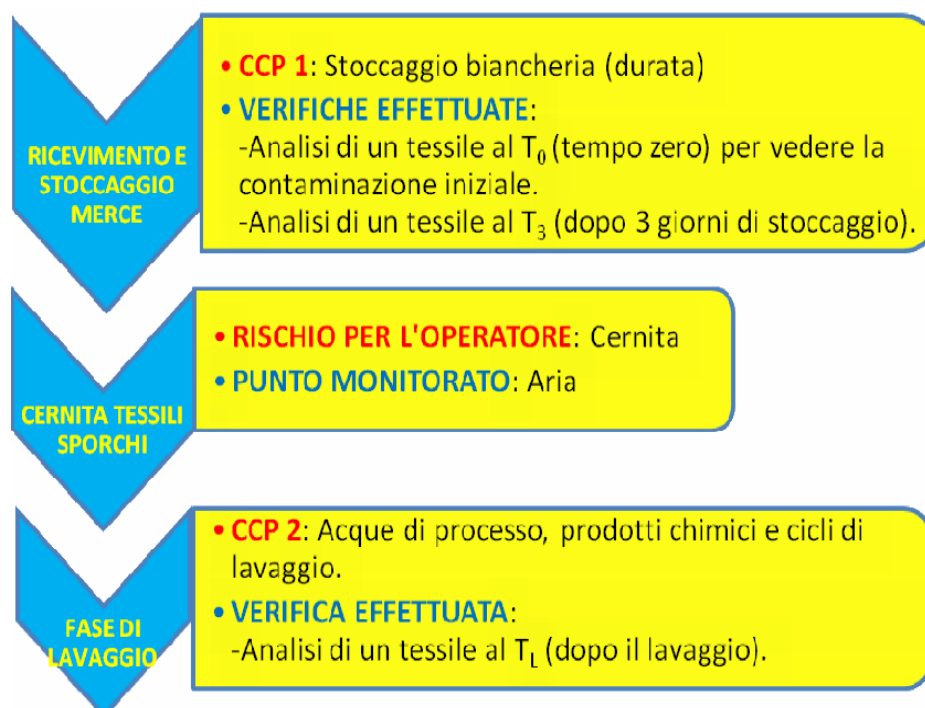 RICEVIMENTO E
STOCCAGGIO
MERCE
• CCP 1: Stoccaggio biancheria (durata)
• VERIFICHE EFFETTUATE:
-Analisi di un tessile al T0 (tempo zero) per vedere la
contaminazione iniziale.
-Analisi di un tessile al T3 (dopo 3 giorni di stoccaggio).
CERNITA TESSILI
SPORCHI
• RISCHIO PER L'OPERATORE: Cernita
• PUNTO MONITORATO: Aria
FASE DI
LAVAGGIO
• CCP 2: Acque di processo, prodotti chimici e cicli di
lavaggio.
• VERIFICA EFFETTUATA:
-Analisi di un tessile al TL (dopo il lavaggio).